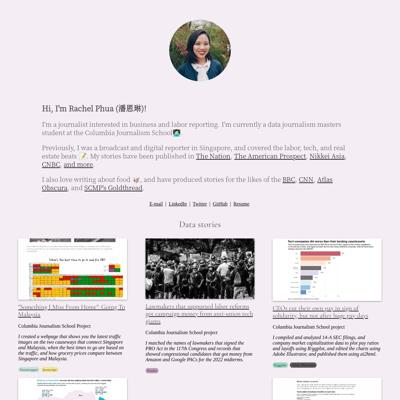 Hi, I'm Rachel Phua (潘恩琳)!
I'm a journalist interested in business and labor reporting. I'm currently a data journalism masters
student at the Columbia Journalism School
Previously, I was a broadcast and digital reporter in Singapore, and covered the labor, tech, and real
estate beats 📝. My stories have been published in The Nation, The American Prospect, Nikkei Asia,
CNBC, and more.
I also love writing about food 🍜, and have produced stories for the likes of the BBC, CNN, Atlas
Obscura, and SCMP's Goldthread.
E-mail | LinkedIn | Twitter | GitHub | Resume
Data stories
"Something I Miss From Home": Going To
Malaysia
Columbia Journalism School Project
I created a webpage that shows you the latest traffic
images on the two causeways that connect Singapore
and Malaysia, when the best times to go are based on
the traffic, and how grocery prices compare between
Singapore and Malaysia.
Lawmakers that supported labor reforms
got campaign money from anti-union tech
giants
Columbia Journalism School project
I matched the names of lawmakers that signed the
PRO Act in the 117th Congress and records that
showed congressional candidates that got money from
Amazon and Google PACs for the 2022 midterms.
Tech companies did worse than their banking counterparts
CEOs cut their own pay in sign of
solidarity, but not after huge pay days
Columbia Journalism School project
I compiled and analyzed 14-A SEC filings, and
company market capitalization data to plot pay ratios
and layoffs using R/ggplot, and edited the charts using
Adobe Illustrator, and published them using ai2html.